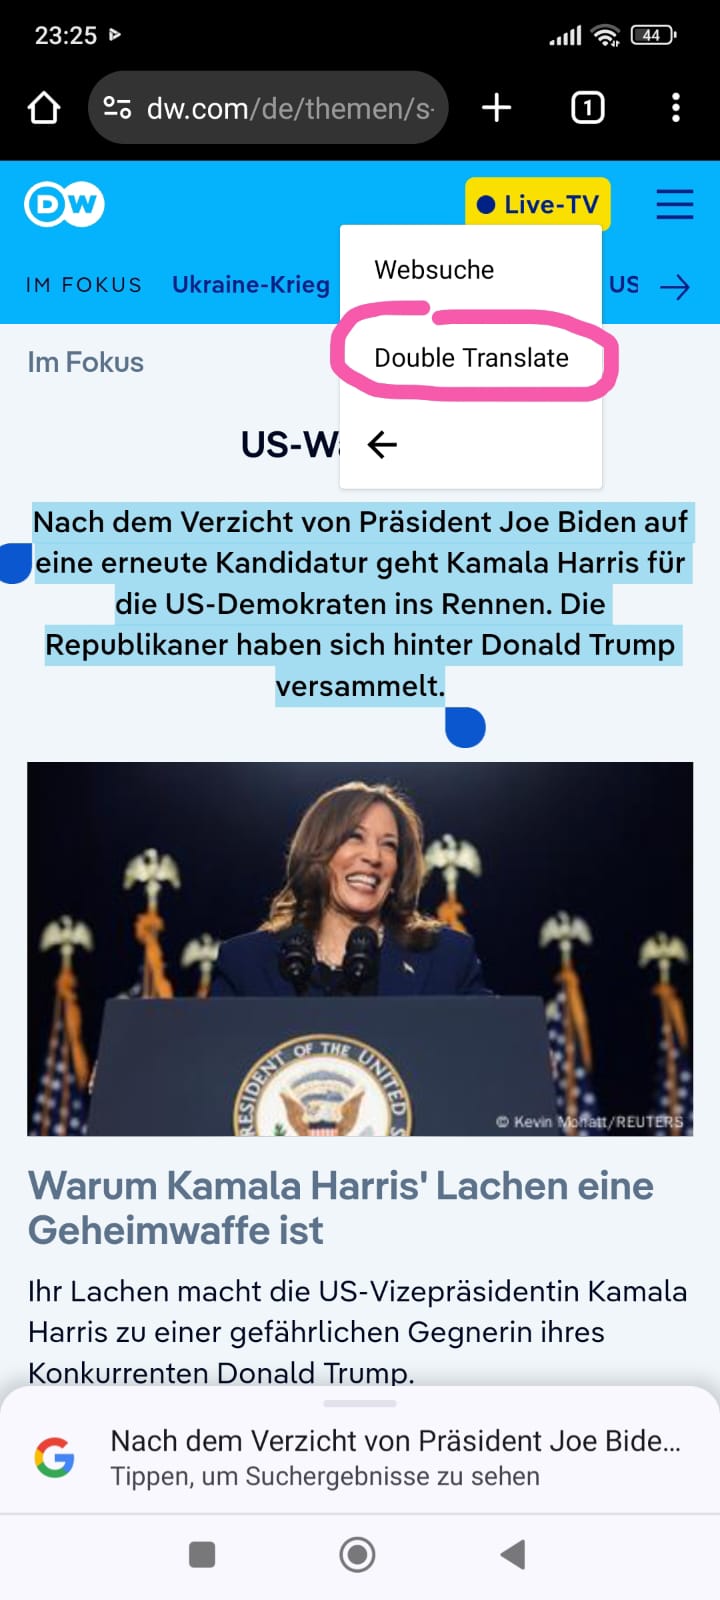 23:25
44
dw.com/de/themen/s
1
DW
Live-TV
Websuche
IM FOKUS Ukraine-Krieg US
Im Fokus
Double Translate
US-W
Nach dem Verzicht von Präsident Joe Biden auf
eine erneute Kandidatur geht Kamala Harris für
die US-Demokraten ins Rennen. Die
Republikaner haben sich hinter Donald Trump
versammelt.
RESIDENT OF THE UNITED S
© Kevin Mohatt/REUTERS
Warum Kamala Harris' Lachen eine
Geheimwaffe ist
Ihr Lachen macht die US-Vizepräsidentin Kamala
Harris zu einer gefährlichen Gegnerin ihres
Konkurrenten Donald Trump.
G
Nach dem Verzicht von Präsident Joe Bide...
Tippen, um Suchergebnisse zu sehen